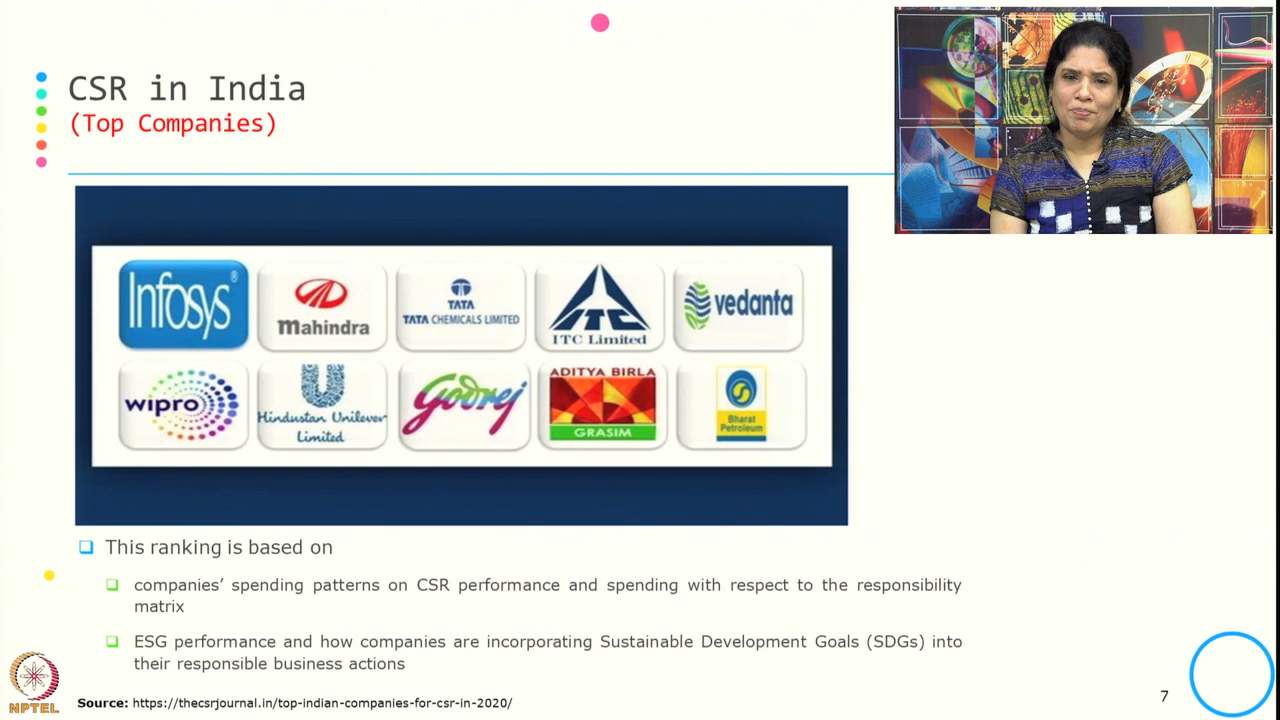 CSR in India
(Top Companies)
Infosys®
mahindra
TATA
TATA CHEMICALS LIMITED
ITC Limited
vedanta
wipro
Hindustan Unilever
Limited
Godrej
ADITYA BIRLA
GRASIM
Bharat
Petroleum
❑ This ranking is based on
❑ companies’ spending patterns on CSR performance and spending with respect to the responsibility
matrix
❑ ESG performance and how companies are incorporating Sustainable Development Goals (SDGs) into
their responsible business actions
NPTEL
Source: https://thecsrjournal.in/top-indian-companies-for-csr-in-2020/
7